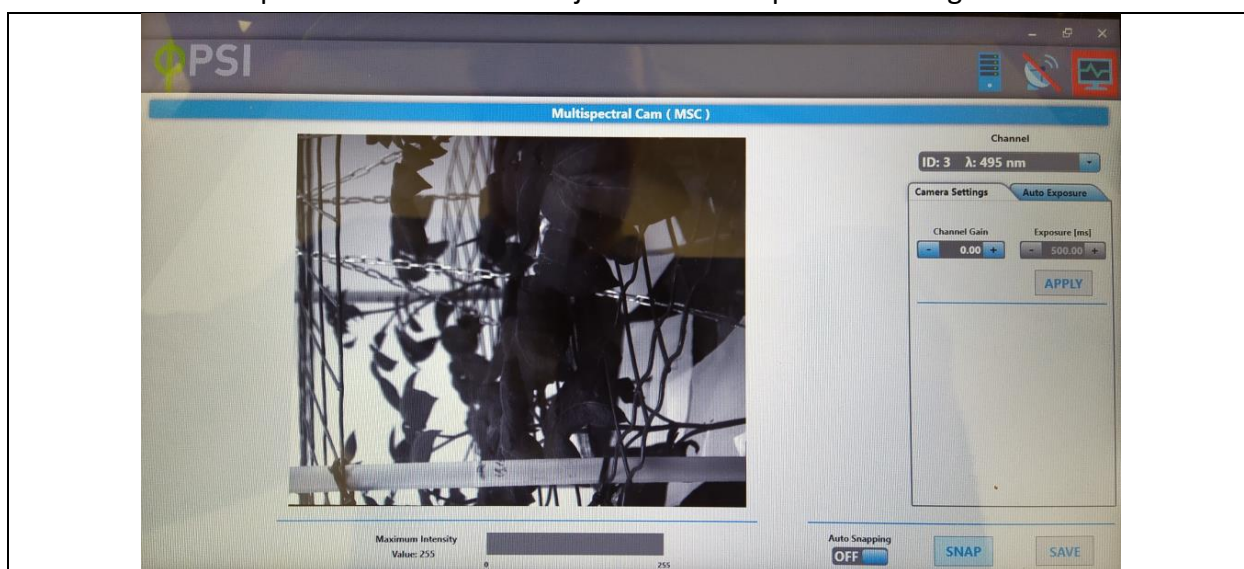 PSI
Multispectral Cam ( MSC )
Channel
ID: 3 λ: 495 nm
Camera Settings
Auto Exposure
Channel Gain
Exposure [ms]
- 0.00 +
- 500.00 +
APPLY
Maximum Intensity
Value: 255
0
255
Auto Snapping
OFF
SNAP
SAVE